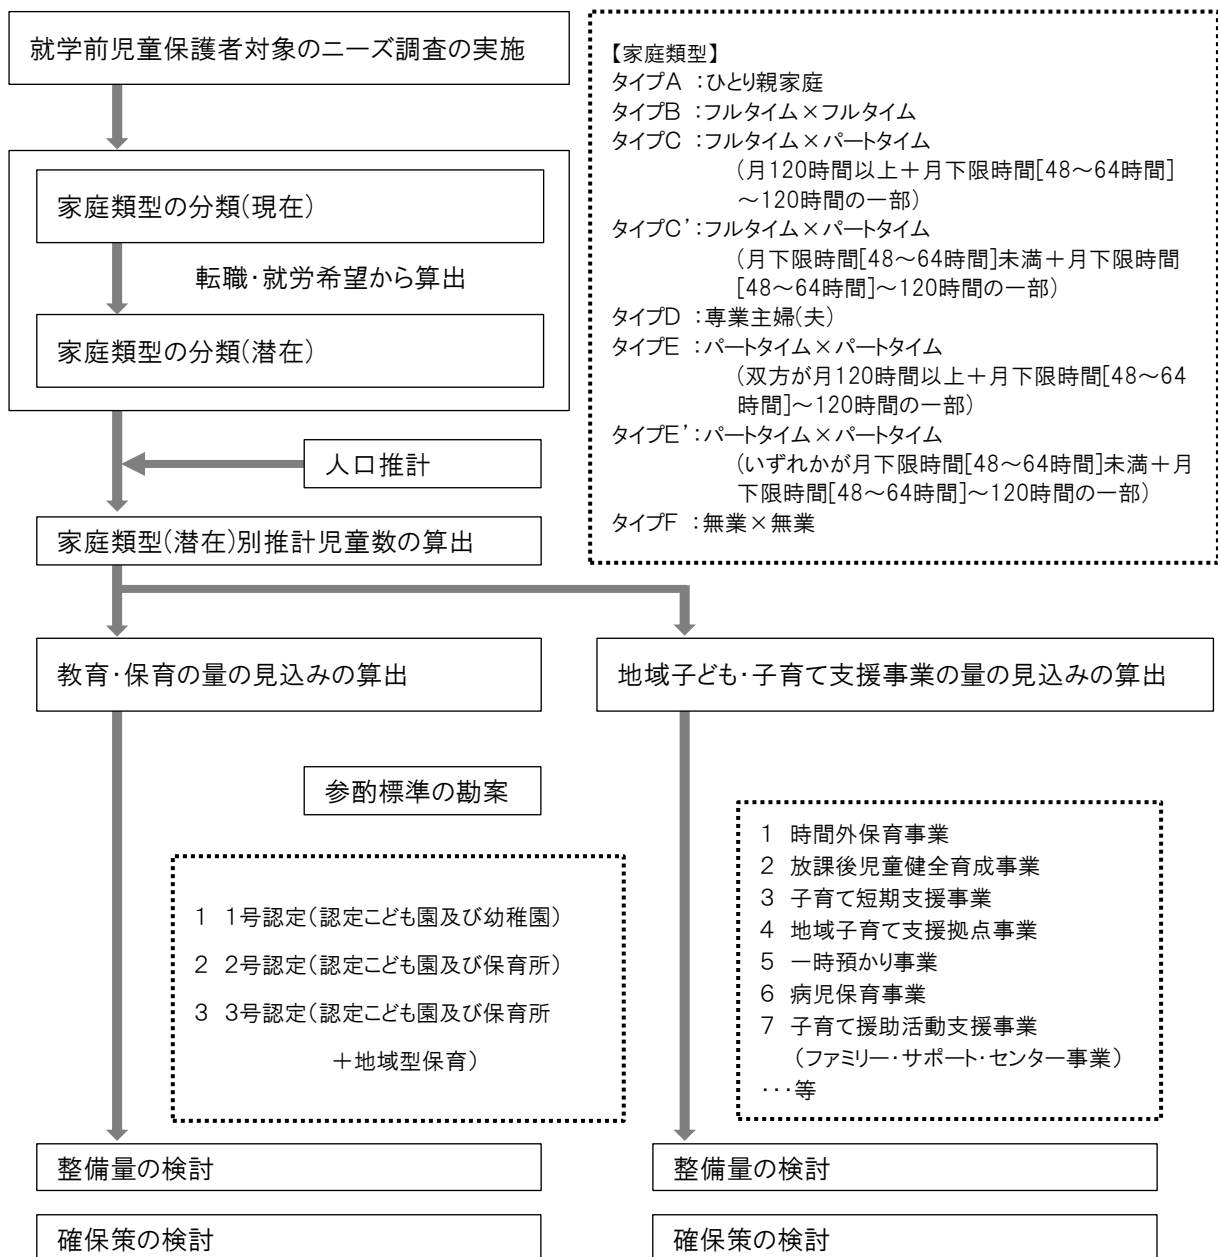 就学前児童保護者対象のニーズ調査の実施
家庭類型の分類(現在)
転職・就労希望から算出
家庭類型の分類(潜在)
人口推計
家庭類型(潜在)別推計児童数の算出
【家庭類型】
タイプA :ひとり親家庭
タイプB :フルタイム×フルタイム
タイプC :フルタイム×パートタイム
(月120時間以上+月下限時間[48~64時間]
~120時間の一部)
タイプC':フルタイム×パートタイム
(月下限時間[48~64時間]未満+月下限時間
[48~64時間]~120時間の一部)
タイプD :専業主婦(夫)
タイプE :パートタイム×パートタイム
(双方が月120時間以上+月下限時間[48~64
時間]~120時間の一部)
タイプE':パートタイム×パートタイム
(いずれかが月下限時間[48~64時間]未満+月
下限時間[48~64時間]~120時間の一部)
タイプF :無業×無業
教育・保育の量の見込みの算出
参酌標準の勘案
1 1号認定(認定こども園及び幼稚園)
2 2号認定(認定こども園及び保育所)
3 3号認定(認定こども園及び保育所
+地域型保育)
整備量の検討
確保策の検討
地域子ども・子育て支援事業の量の見込みの算出
1 時間外保育事業
2 放課後児童健全育成事業
3 子育て短期支援事業
4 地域子育て支援拠点事業
5 一時預かり事業
6 病児保育事業
7 子育て援助活動支援事業
(ファミリー・サポート・センター事業)
・・・等
整備量の検討
確保策の検討